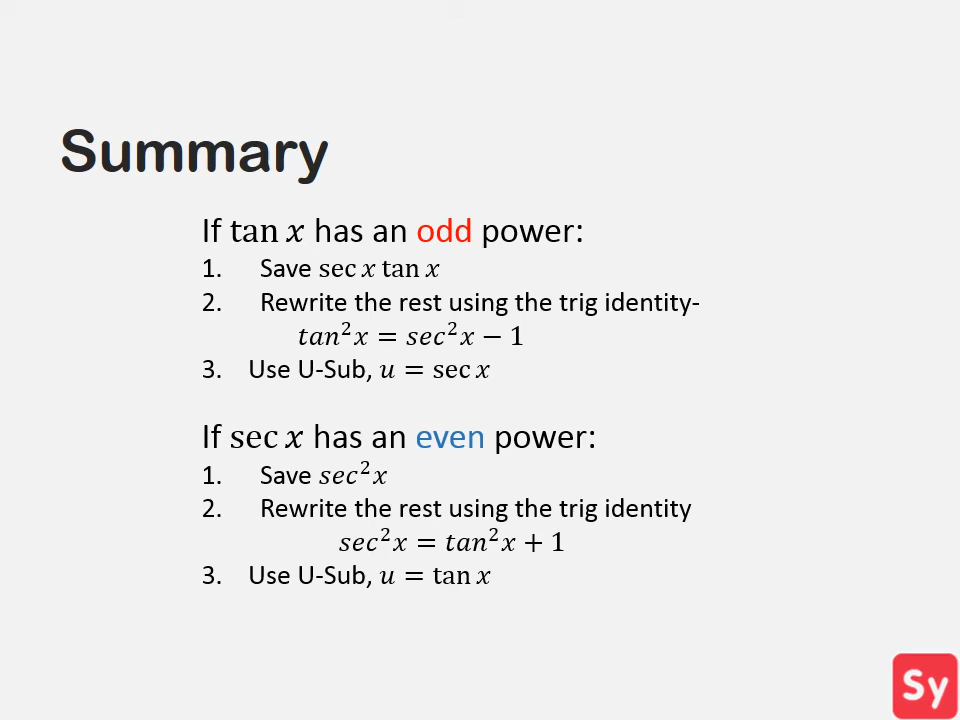 Summary
If tan x has an odd power:
1. Save sec x tan x
2. Rewrite the rest using the trig identity-
tan²x = sec²x − 1
3. Use U-Sub, u = sec x
If sec x has an even power:
1. Save sec²x
2. Rewrite the rest using the trig identity
sec²x = tan²x + 1
3. Use U-Sub, u = tan x
Sy